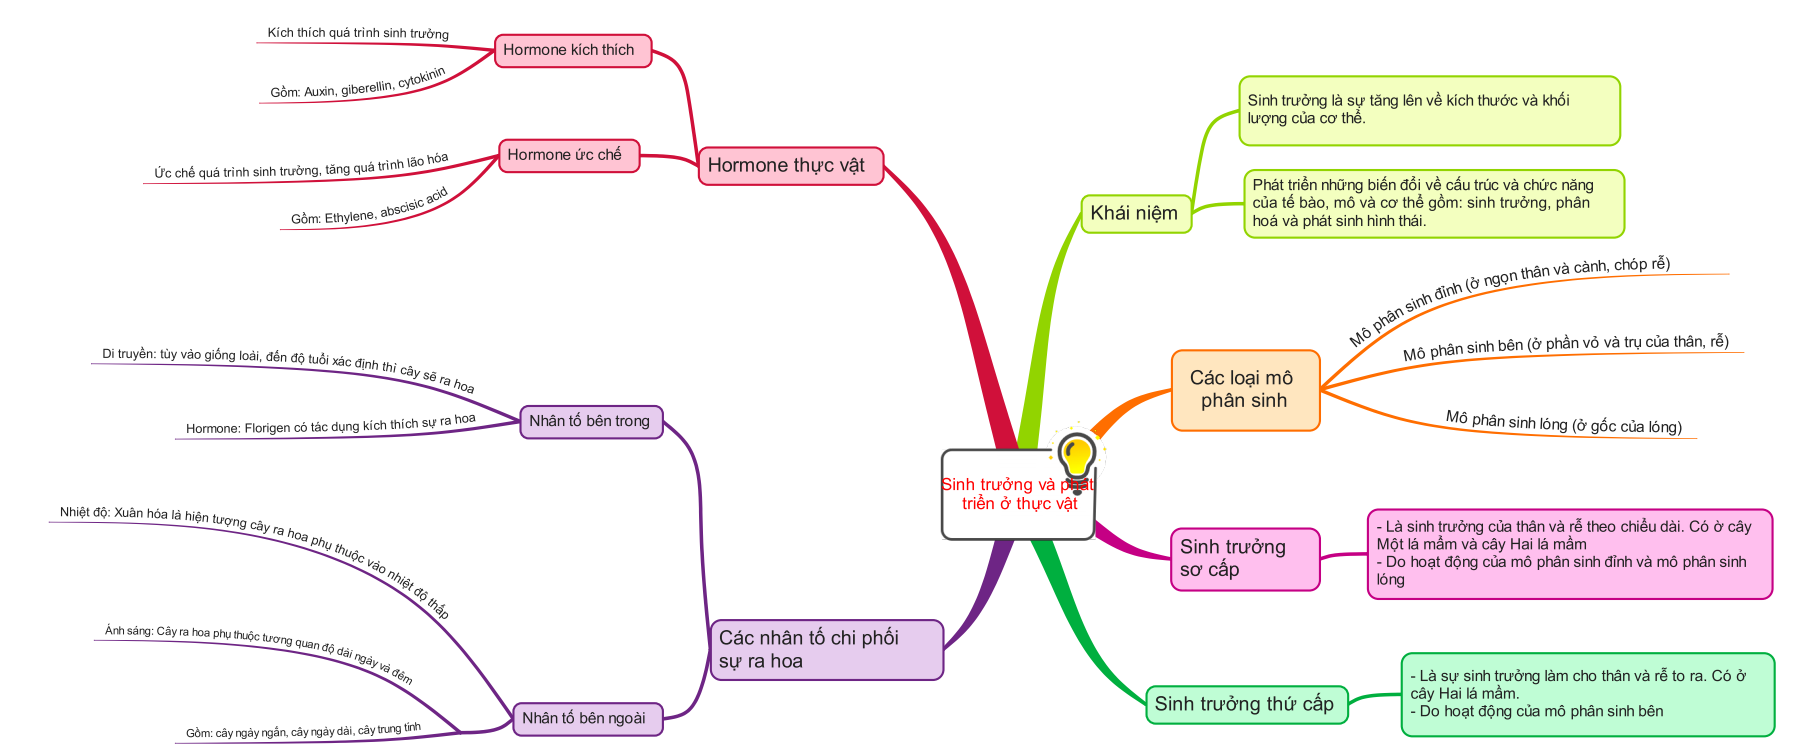 Sinh trưởng và phát
triển ở thực vật
Khái niệm
Sinh trưởng là sự tăng lên về kích thước và khối
lượng của cơ thể.
Phát triển những biến đổi về cấu trúc và chức năng
của tế bào, mô và cơ thể gồm: sinh trưởng, phân
hoá và phát sinh hình thái.
Các loại mô
phân sinh
Mô phân sinh đỉnh (ở ngọn thân và cành, chóp rễ)
Mô phân sinh bên (ở phần vỏ và trụ của thân, rễ)
Mô phân sinh lóng (ở gốc của lóng)
Sinh trưởng
sơ cấp
- Là sinh trưởng của thân và rễ theo chiều dài. Có ờ cây
Một lá mầm và cây Hai lá mầm
- Do hoạt động của mô phân sinh đỉnh và mô phân sinh
lóng
Sinh trưởng thứ cấp
- Là sự sinh trưởng làm cho thân và rễ to ra. Có ở
cây Hai lá mầm.
- Do hoạt động của mô phân sinh bên
Hormone thực vật
Hormone kích thích
Kích thích quá trình sinh trưởng
Gồm: Auxin, giberellin, cytokinin
Hormone ức chế
Ức chế quá trình sinh trưởng, tăng quá trình lão hóa
Gồm: Ethylene, abscisic acid
Các nhân tố chi phối
sự ra hoa
Nhân tố bên trong
Di truyền: tùy vào giống loài, đến độ tuổi xác định thì cây sẽ ra hoa
Hormone: Florigen có tác dụng kích thích sự ra hoa
Nhân tố bên ngoài
Nhiệt độ: Xuân hóa là hiện tượng cây ra hoa phụ thuộc vào nhiệt độ thấp
Ánh sáng: Cây ra hoa phụ thuộc tương quan độ dài ngày và đêm
Gồm: cây ngày ngắn, cây ngày dài, cây trung tính